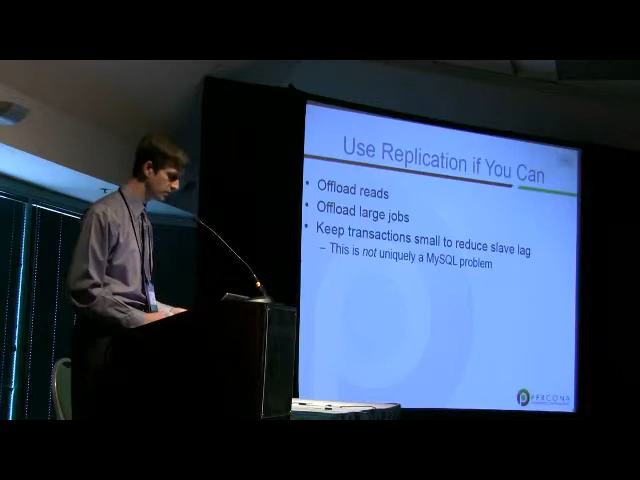 Use Replication if You Can
• Offload reads
• Offload large jobs
• Keep transactions small to reduce slave lag
– This is not uniquely a MySQL problem
PERCONA